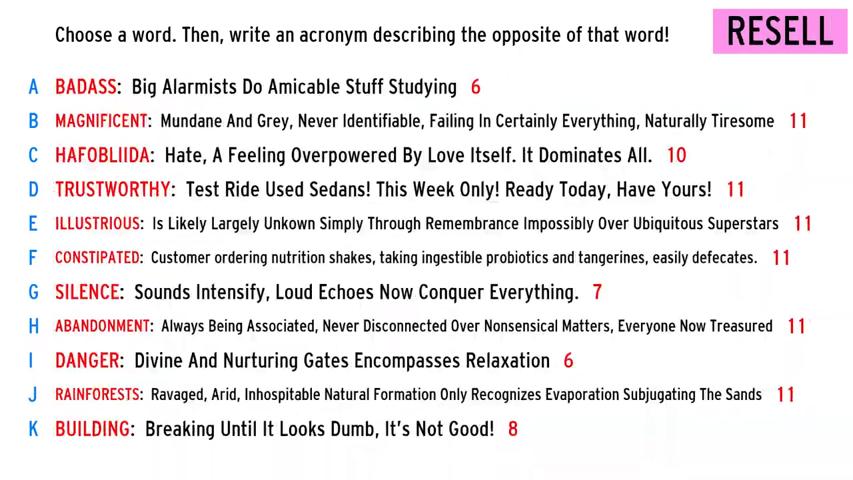 Choose a word. Then, write an acronym describing the opposite of that word!
RESELL
A BADASS: Big Alarmists Do Amicable Stuff Studying 6
B MAGNIFICENT: Mundane And Grey, Never Identifiable, Failing In Certainly Everything, Naturally Tiresome 11
C HAFOBLIIDA: Hate, A Feeling Overpowered By Love Itself. It Dominates All. 10
D TRUSTWORTHY: Test Ride Used Sedans! This Week Only! Ready Today, Have Yours! 11
E ILLUSTRIOUS: Is Likely Largely Unkown Simply Through Remembrance Impossibly Over Ubiquitous Superstars 11
F CONSTIPATED: Customer ordering nutrition shakes, taking ingestible probiotics and tangerines, easily defecates. 11
G SILENCE: Sounds Intensify, Loud Echoes Now Conquer Everything. 7
H ABANDONMENT: Always Being Associated, Never Disconnected Over Nonsensical Matters, Everyone Now Treasured 11
I DANGER: Divine And Nurturing Gates Encompasses Relaxation 6
J RAINFORESTS: Ravaged, Arid, Inhospitable Natural Formation Only Recognizes Evaporation Subjugating The Sands 11
K BUILDING: Breaking Until It Looks Dumb, It's Not Good! 8